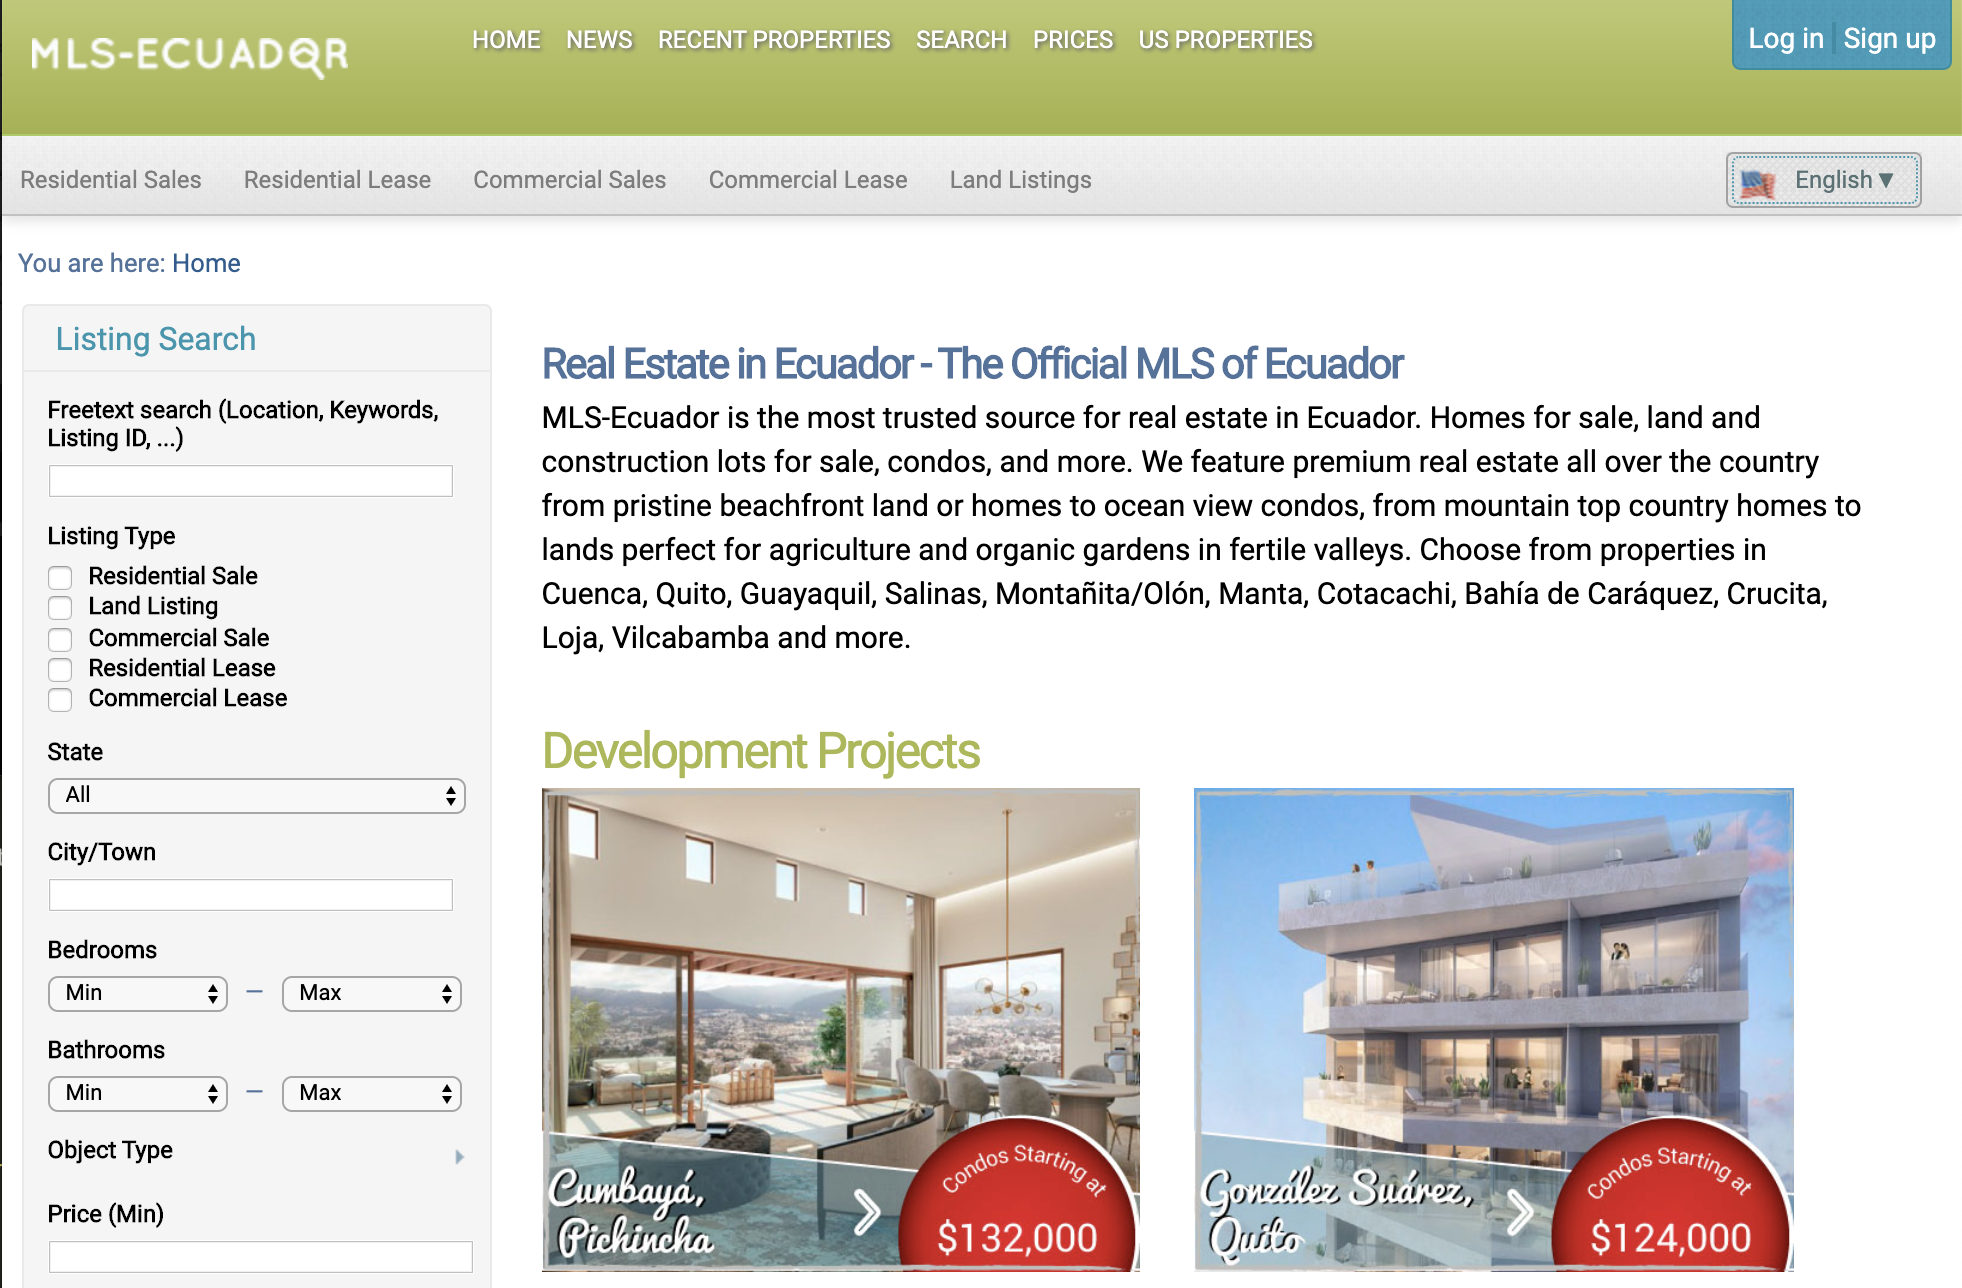 MLS-ECUADOR
HOME NEWS RECENT PROPERTIES SEARCH PRICES US PROPERTIES
Log in Sign up
Residential Sales Residential Lease Commercial Sales Commercial Lease Land Listings
English ▼
You are here: Home
Listing Search
Freetext search (Location, Keywords,
Listing ID, ...)
Listing Type
Residential Sale
Land Listing
Commercial Sale
Residential Lease
Commercial Lease
State
All
City/Town
Bedrooms
Min – Max
Bathrooms
Min – Max
Object Type
Price (Min)
Real Estate in Ecuador - The Official MLS of Ecuador
MLS-Ecuador is the most trusted source for real estate in Ecuador. Homes for sale, land and
construction lots for sale, condos, and more. We feature premium real estate all over the country
from pristine beachfront land or homes to ocean view condos, from mountain top country homes to
lands perfect for agriculture and organic gardens in fertile valleys. Choose from properties in
Cuenca, Quito, Guayaquil, Salinas, Montañita/Olón, Manta, Cotacachi, Bahía de Caráquez, Crucita,
Loja, Vilcabamba and more.
Development Projects
Cumbayá,
Pichincha
Condos Starting at
$132,000
González Suárez,
Quito
Condos Starting at
$124,000